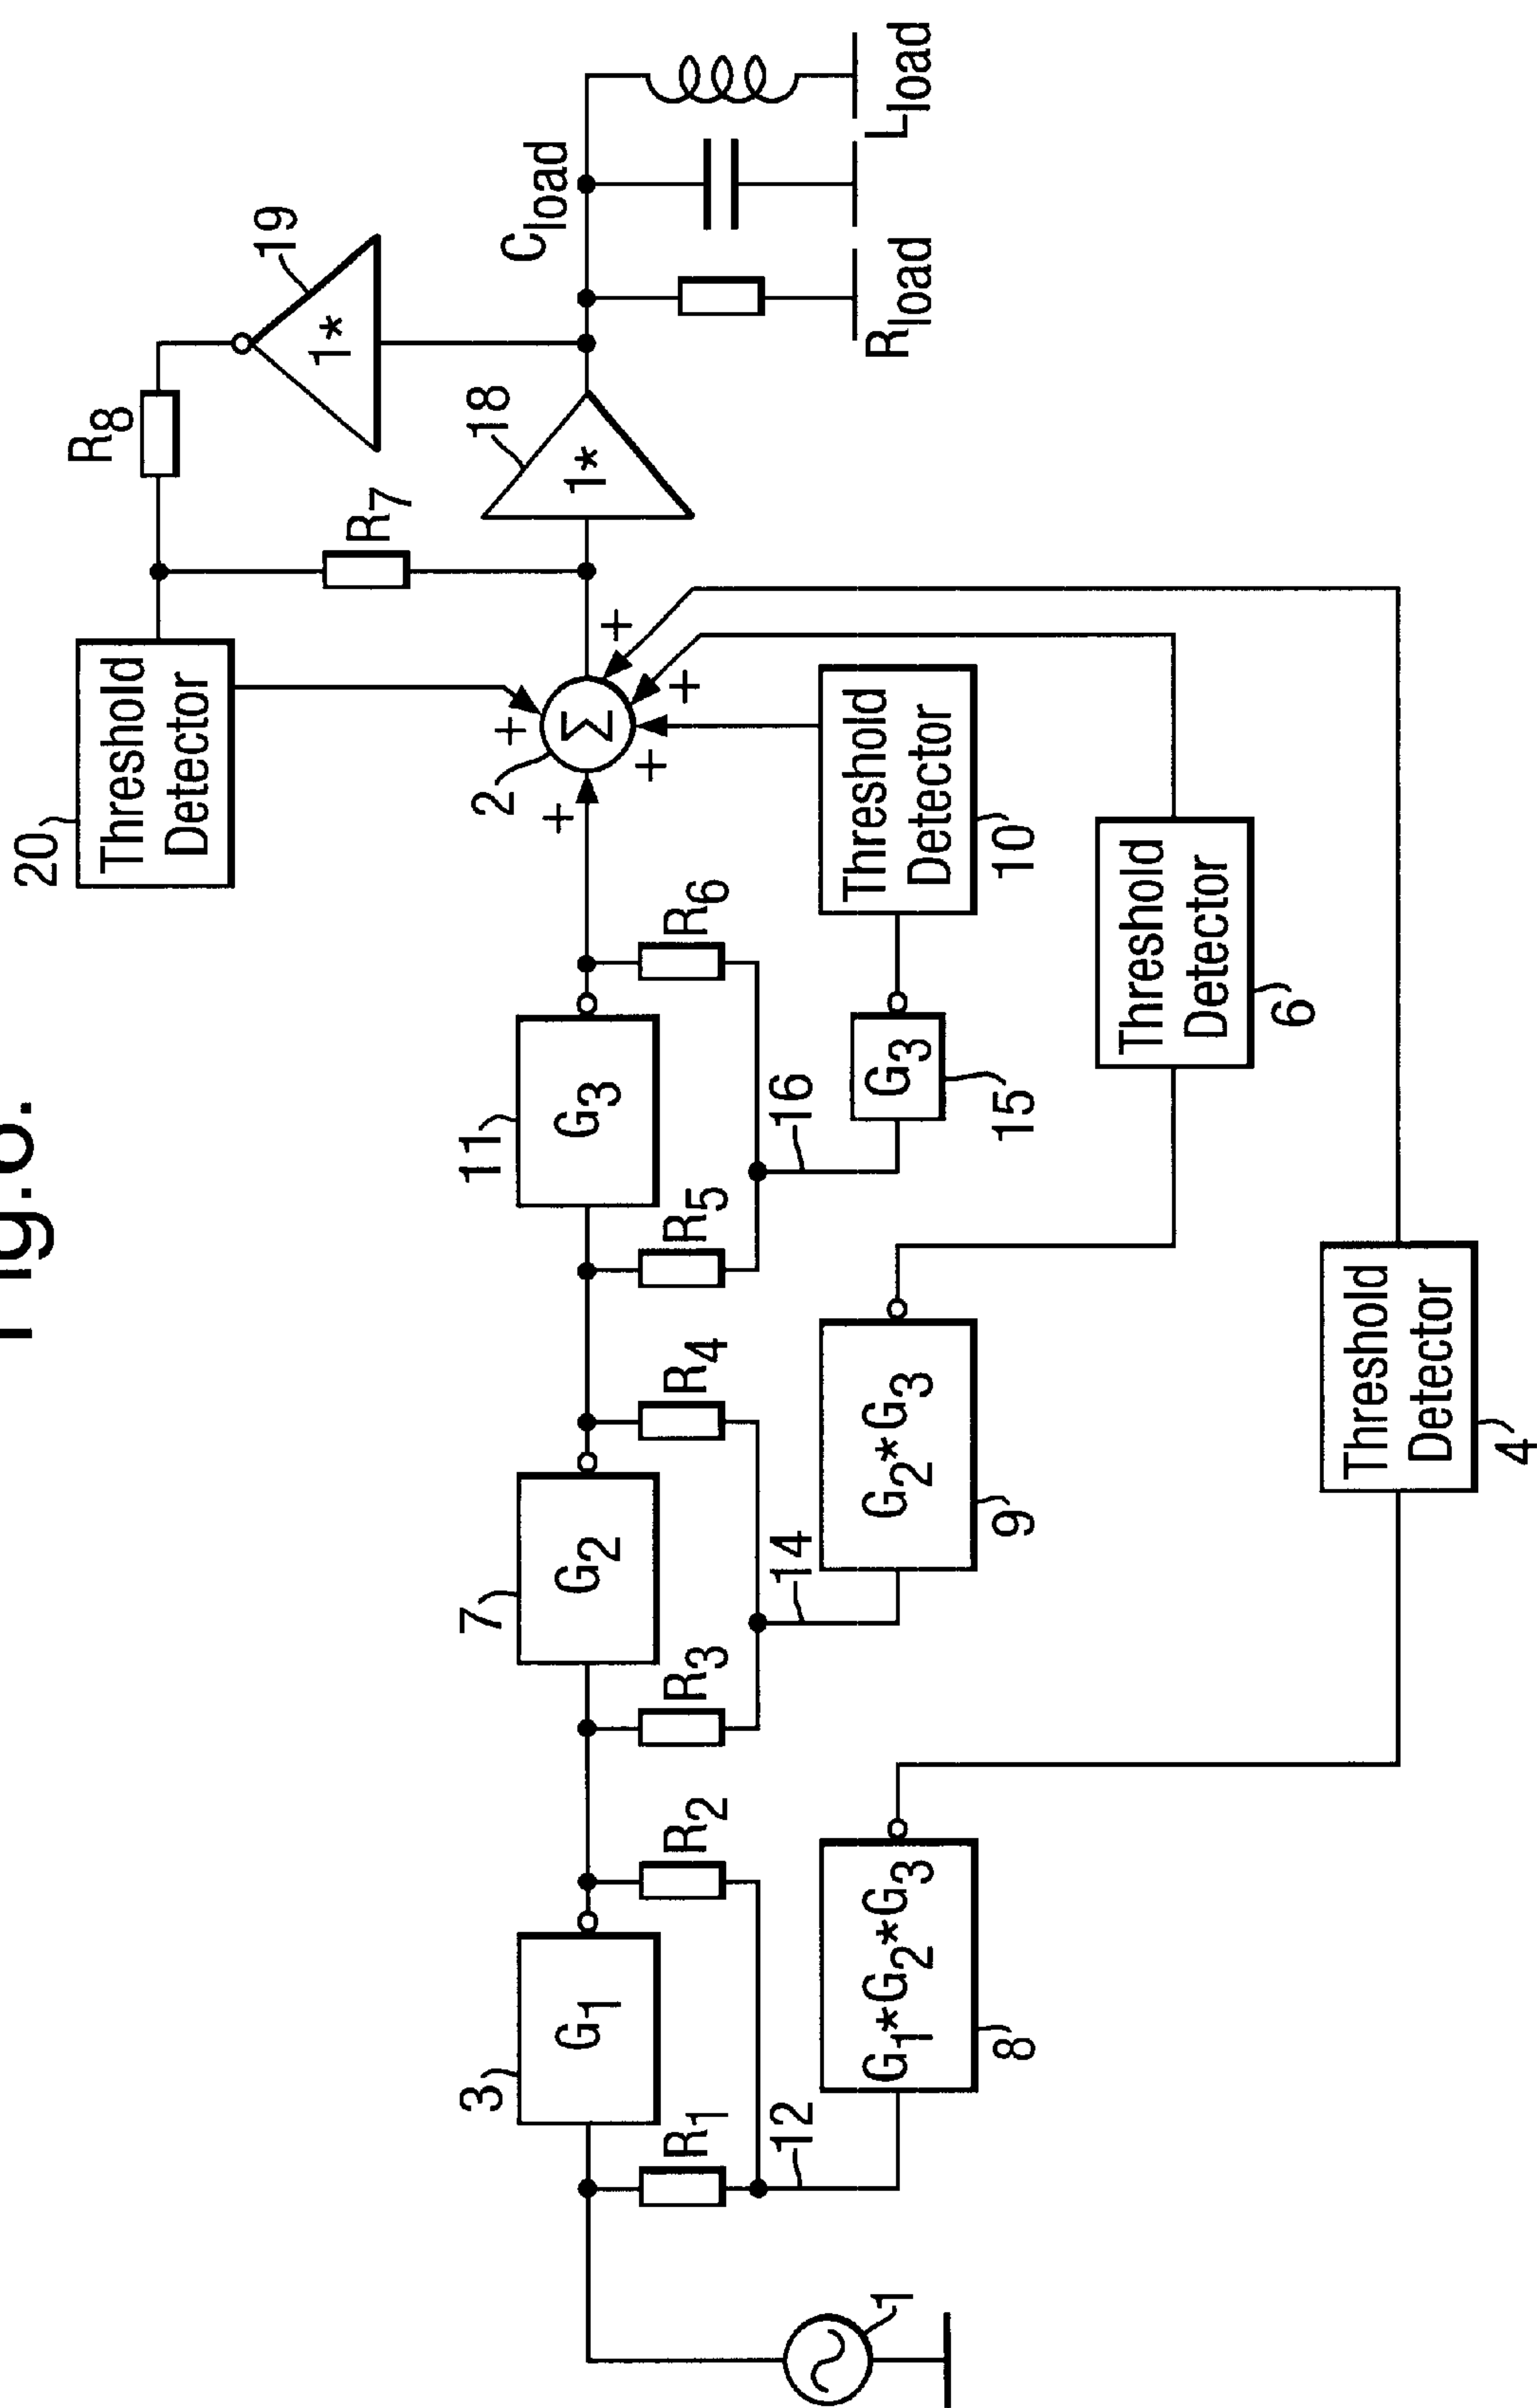 20
Threshold
Detector
R8
19
1*
R7
18
1*
Cload
Rload
Lload
2
+
+
+
+
+
Σ
3
G1
7
G2
11
G3
R1
R2
R3
R4
R5
R6
12
14
16
G1*G2*G3
8
G2*G3
9
G3
15
Threshold
Detector
10
Threshold
Detector
6
Threshold
Detector
4
1